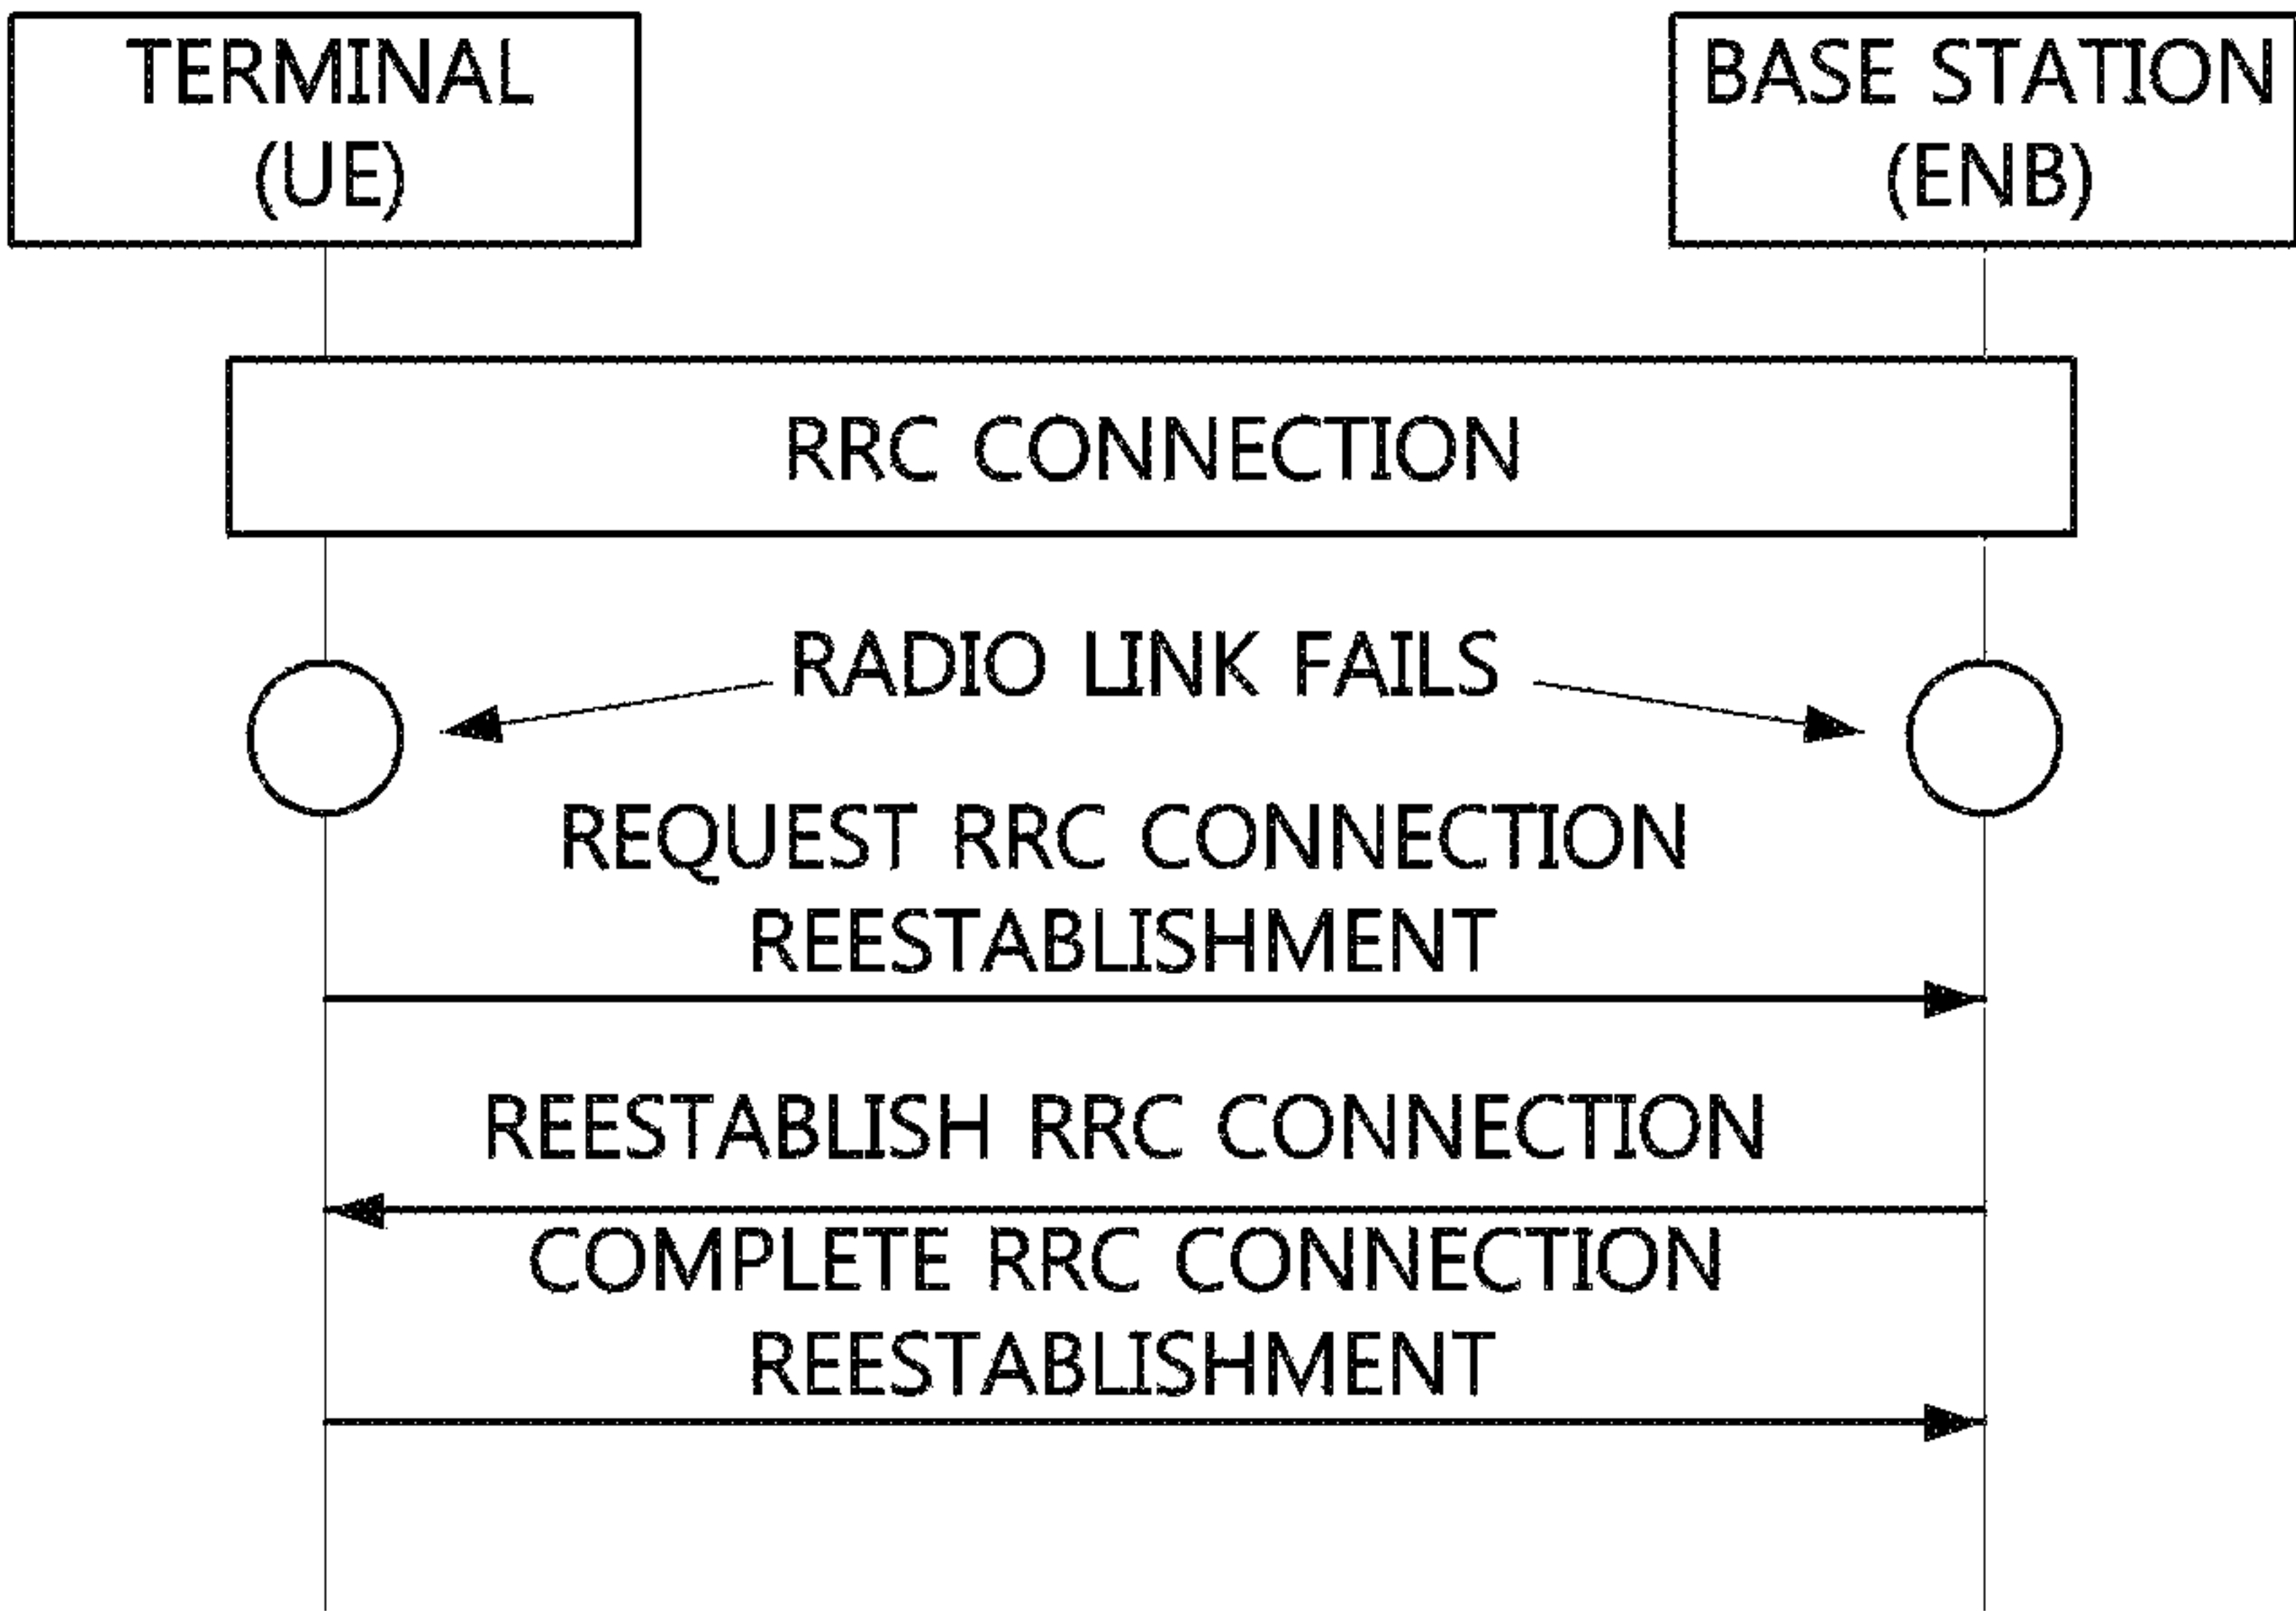 TERMINAL
(UE)
BASE STATION
(ENB)
RRC CONNECTION
RADIO LINK FAILS
REQUEST RRC CONNECTION
REESTABLISHMENT
REESTABLISH RRC CONNECTION
COMPLETE RRC CONNECTION
REESTABLISHMENT